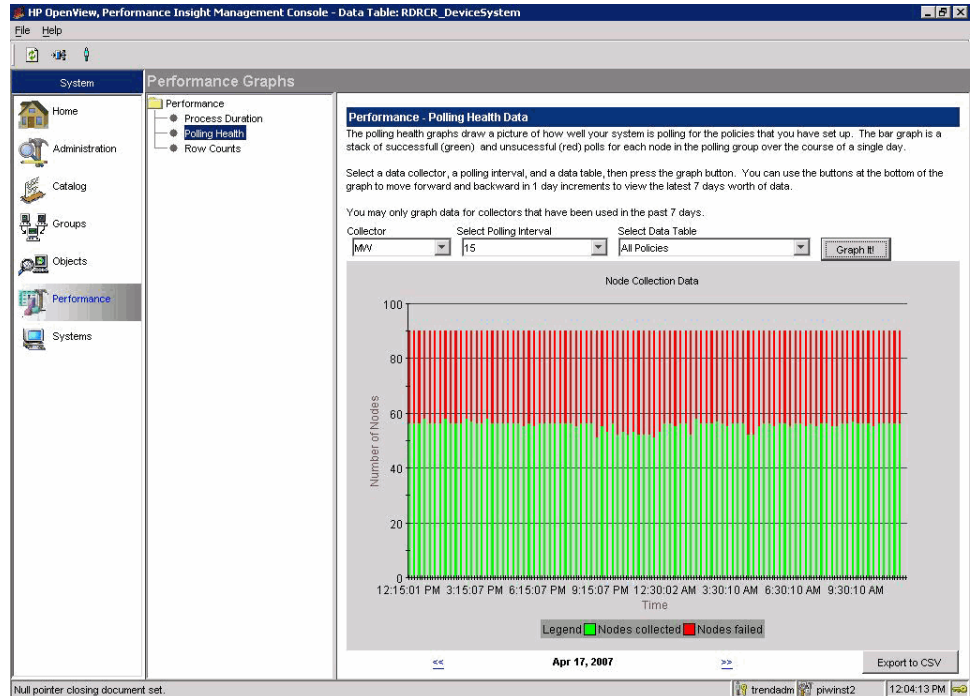 HP OpenView, Performance Insight Management Console - Data Table: RDRCR_DeviceSystem
File Help
System
Performance Graphs
Home
Administration
Catalog
Groups
Objects
Performance
Systems
Performance
Process Duration
Polling Health
Row Counts
Performance - Polling Health Data
The polling health graphs draw a picture of how well your system is polling for the policies that you have set up. The bar graph is a
stack of successful (green) and unsucessful (red) polls for each node in the polling group over the course of a single day.
Select a data collector, a polling interval, and a data table, then press the graph button. You can use the buttons at the bottom of the
graph to move forward and backward in 1 day increments to view the latest 7 days worth of data.
You may only graph data for collectors that have been used in the past 7 days.
Collector Select Polling Interval Select Data Table
MW 15 All Policies Graph It!
Node Collection Data
100
80
60
40
20
0
Number of Nodes
12:15:01 PM 3:15:07 PM 6:15:07 PM 9:15:07 PM 12:30:02 AM 3:30:10 AM 6:30:10 AM 9:30:10 AM
Time
Legend Nodes collected Nodes failed
<< Apr 17, 2007 >> Export to CSV
Null pointer closing document set. trendadm piwinst2 12:04:13 PM